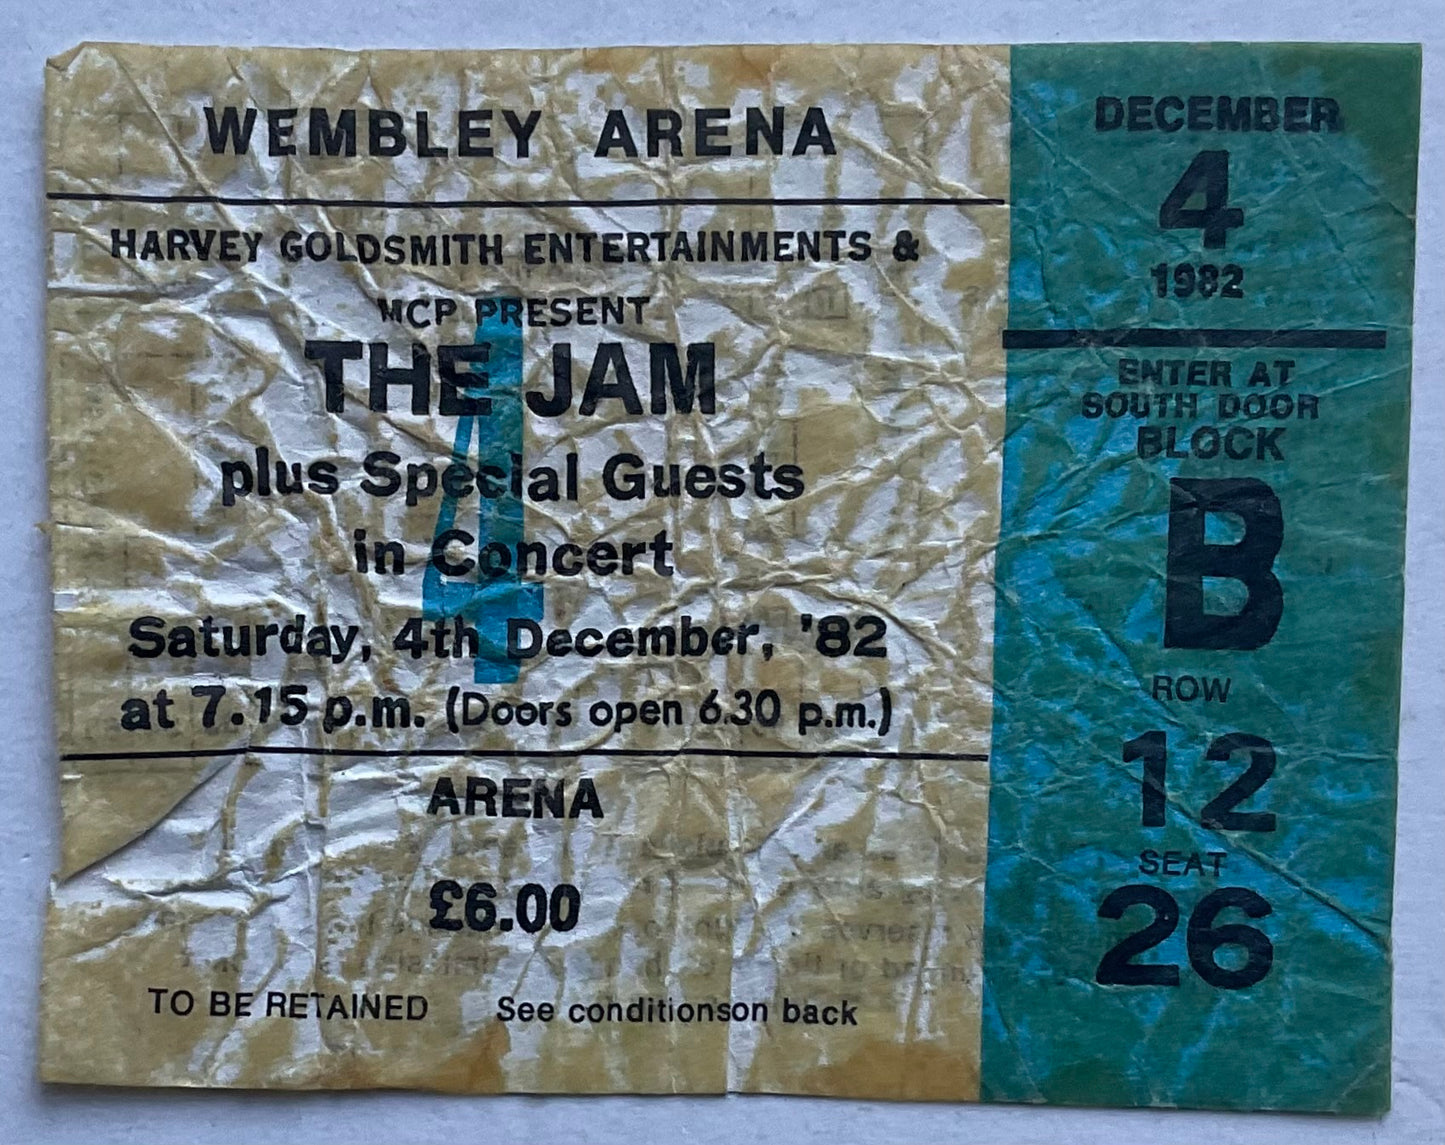 WEMBLEY ARENA
HARVEY GOLDSMITH ENTERTAINMENTS &
MCP PRESENT
THE JAM
plus Special Guests
in Concert
Saturday, 4th December, '82
at 7.15 p.m. (Doors open 6.30 p.m.)
4
ARENA
£6.00
TO BE RETAINED See conditionson back
DECEMBER
4
1982
ENTER AT
SOUTH DOOR
BLOCK
B
ROW
12
SEAT
26